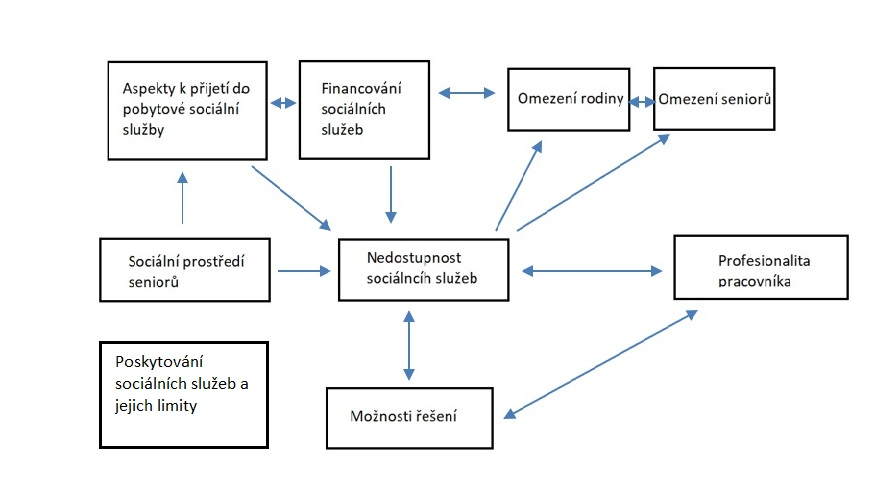 Aspekty k přijetí do
pobytové sociální
služby
Financování
sociálních
služeb
Omezení rodiny
Omezení seniorů
Sociální prostředí
seniorů
Nedostupnost
sociálncíh služeb
Profesionalita
pracovníka
Poskytování
sociálních služeb a
jejich limity
Možnosti řešení